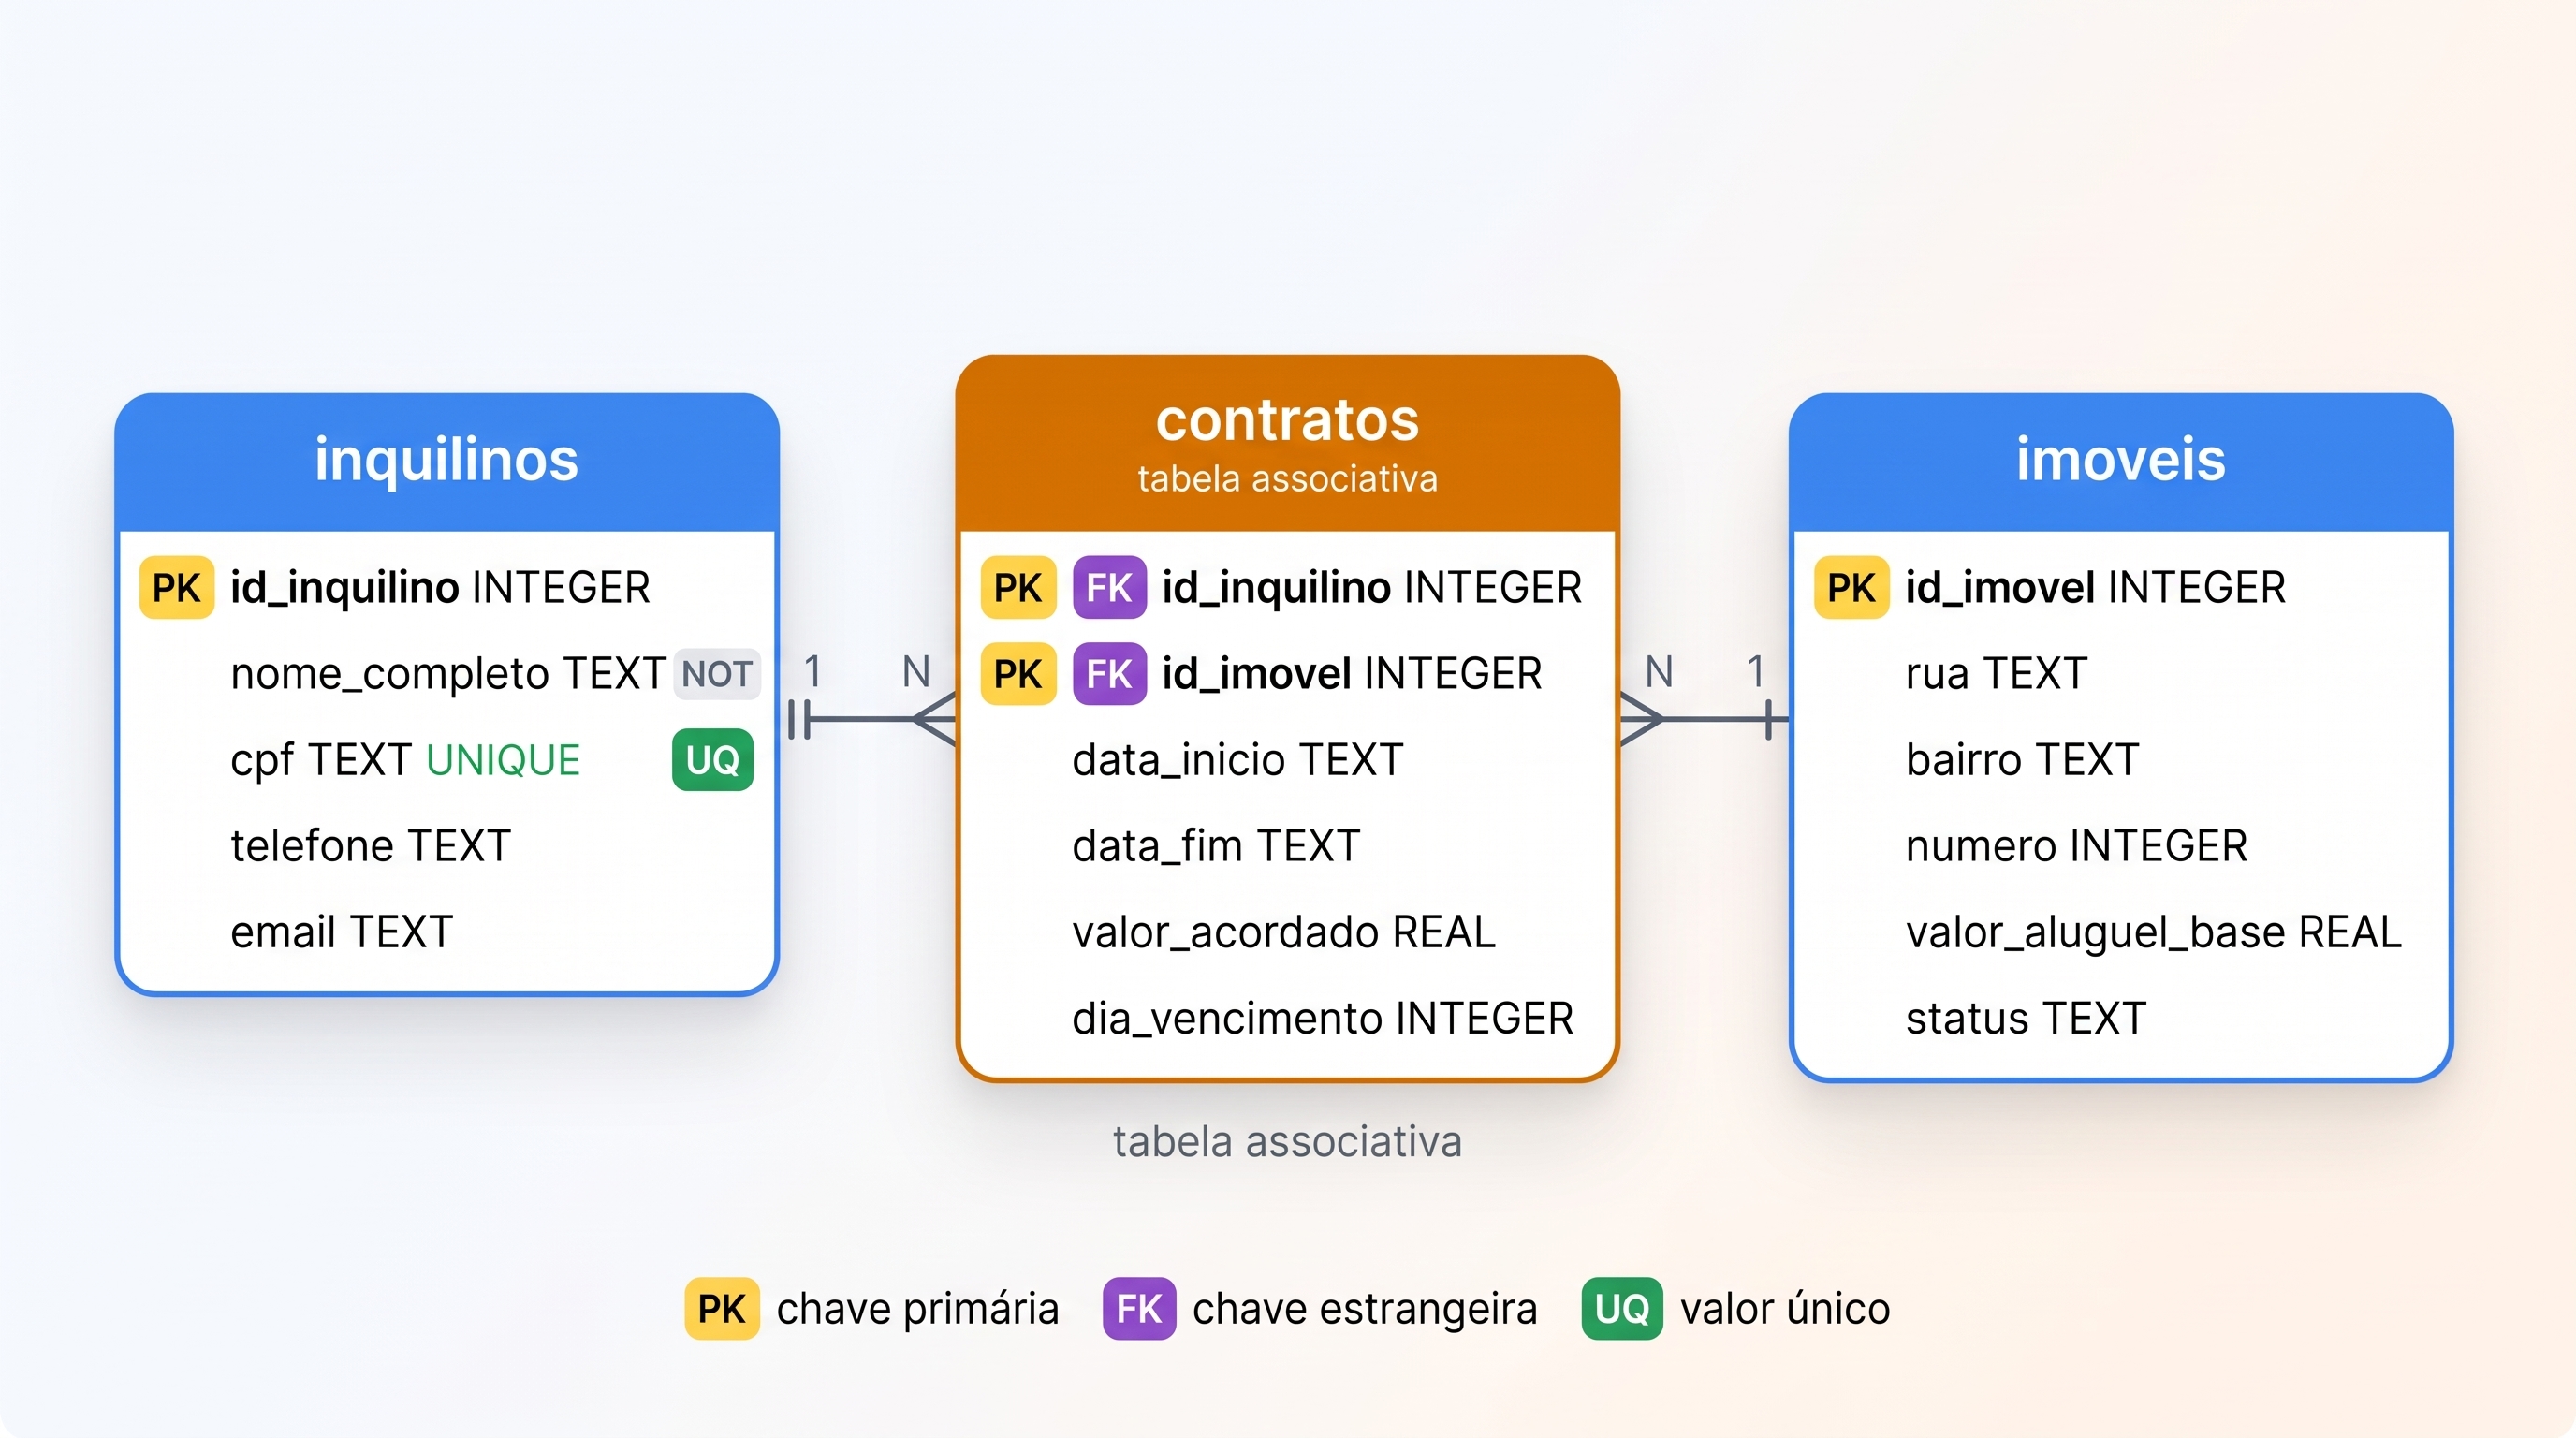 inquilinos
PK id_inquilino INTEGER
nome_completo TEXT NOT
cpf TEXT UNIQUE UQ
telefone TEXT
email TEXT
1 N
contratos
tabela associativa
PK FK id_inquilino INTEGER
PK FK id_imovel INTEGER
data_inicio TEXT
data_fim TEXT
valor_acordado REAL
dia_vencimento INTEGER
tabela associativa
N 1
imoveis
PK id_imovel INTEGER
rua TEXT
bairro TEXT
numero INTEGER
valor_aluguel_base REAL
status TEXT
PK chave primária FK chave estrangeira UQ valor único